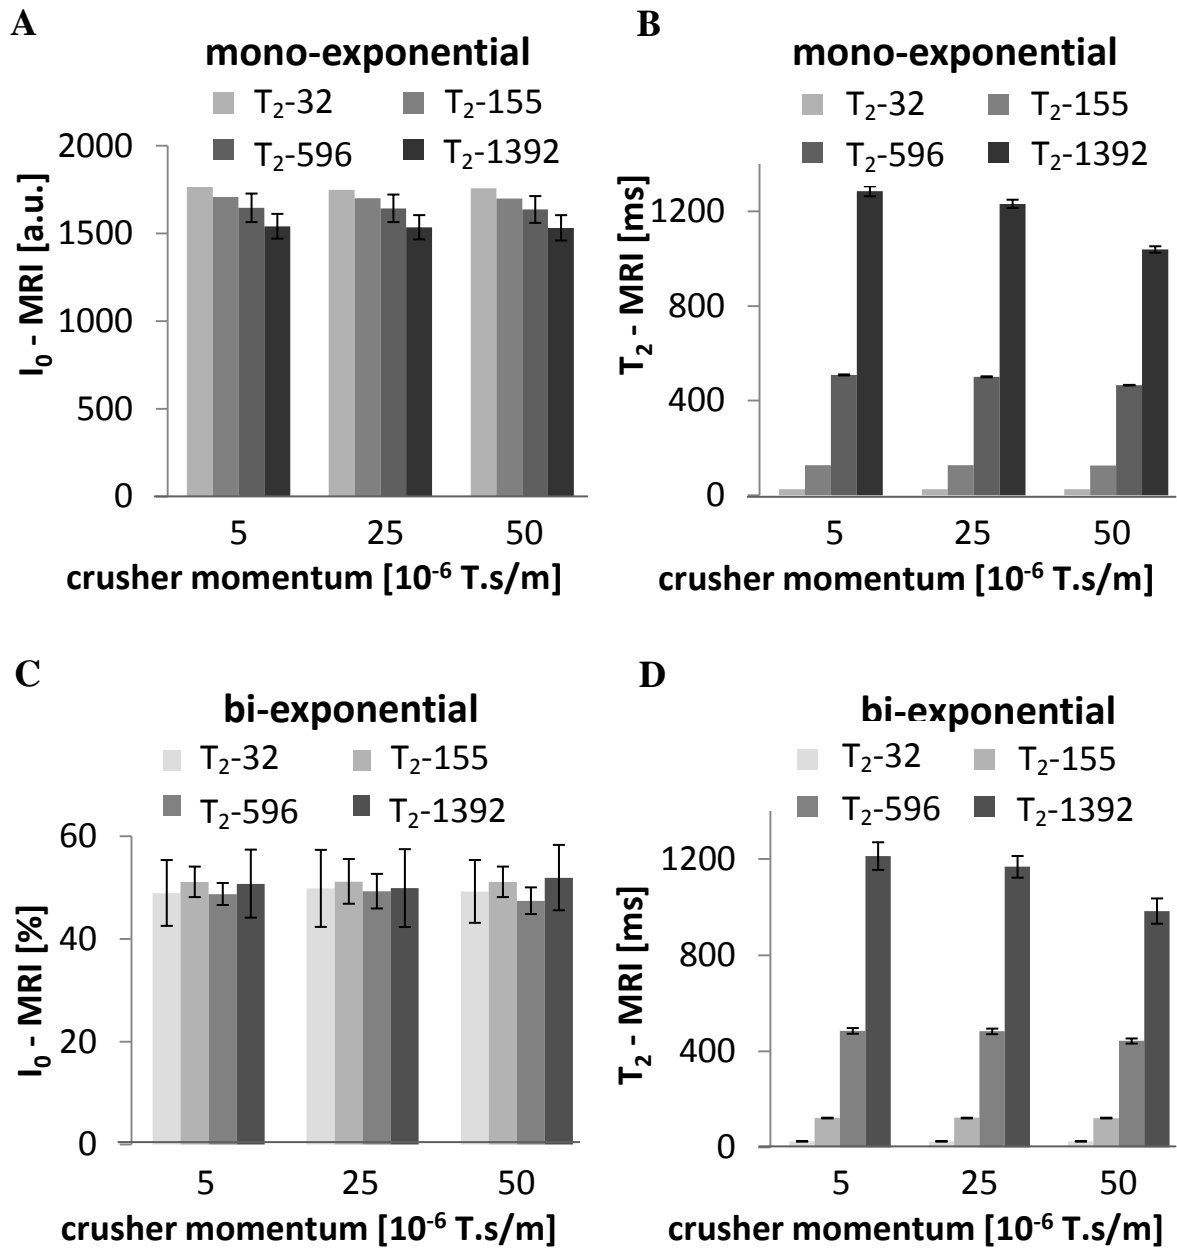 A
mono-exponential
T₂-32 T₂-155
T₂-596 T₂-1392
2000
1500
1000
500
0
I₀ - MRI [a.u.]
5 25 50
crusher momentum [10⁻⁶ T.s/m]
B
mono-exponential
T₂-32 T₂-155
T₂-596 T₂-1392
1200
800
400
0
T₂ - MRI [ms]
5 25 50
crusher momentum [10⁻⁶ T.s/m]
C
bi-exponential
T₂-32 T₂-155
T₂-596 T₂-1392
60
40
20
0
I₀ - MRI [%]
5 25 50
crusher momentum [10⁻⁶ T.s/m]
D
bi-exponential
T₂-32 T₂-155
T₂-596 T₂-1392
1200
800
400
0
T₂ - MRI [ms]
5 25 50
crusher momentum [10⁻⁶ T.s/m]